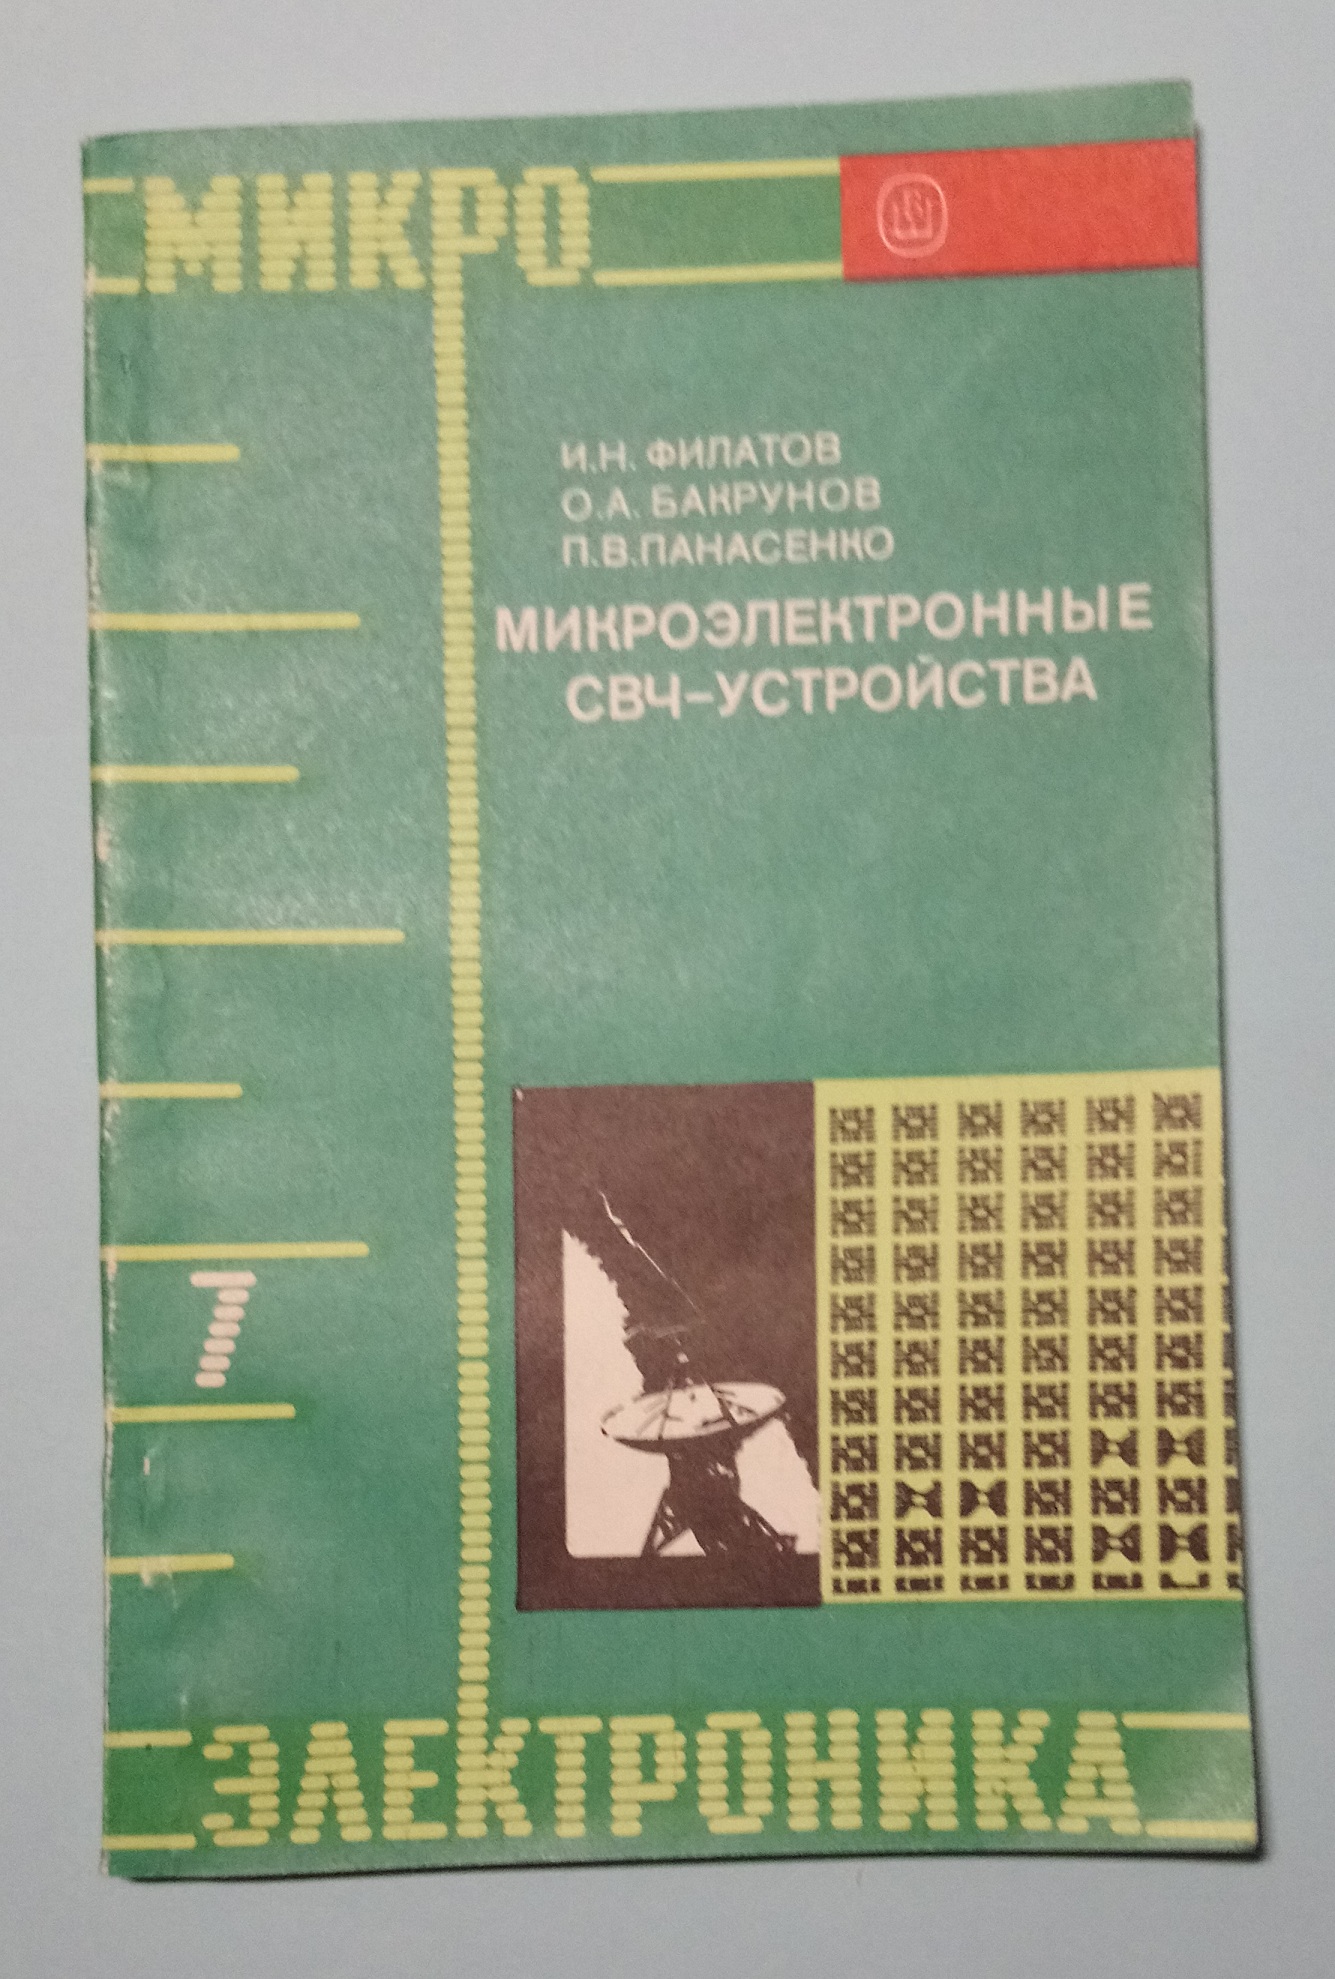 МИКРО
И.Н. ФИЛАТОВ
О.А. БАКРУНОВ
П.В.ПАНАСЕНКО
МИКРОЭЛЕКТРОННЫЕ
СВЧ-УСТРОЙСТВА
7
ЭЛЕКТРОНИКА